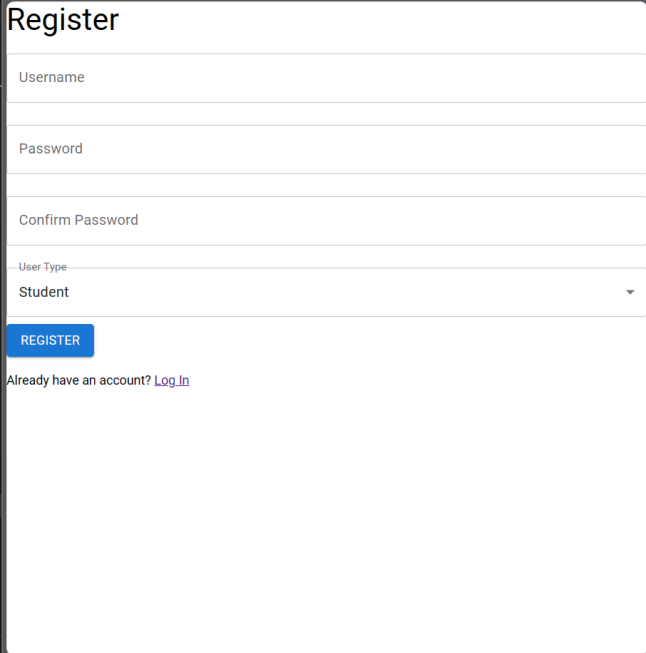 Register
Username
Password
Confirm Password
User Type
Student
REGISTER
Already have an account? Log In